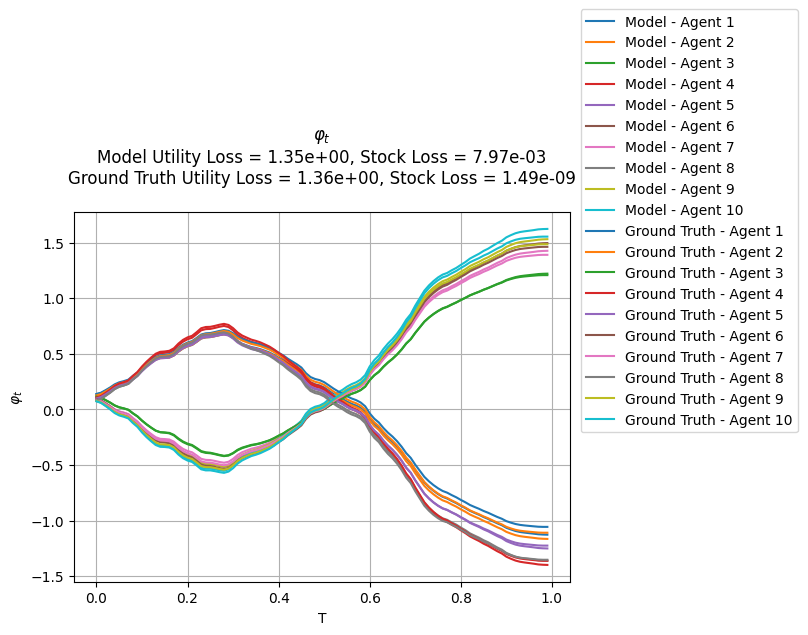 φt
Model Utility Loss = 1.35e+00, Stock Loss = 7.97e-03
Ground Truth Utility Loss = 1.36e+00, Stock Loss = 1.49e-09
Model - Agent 1
Model - Agent 2
Model - Agent 3
Model - Agent 4
Model - Agent 5
Model - Agent 6
Model - Agent 7
Model - Agent 8
Model - Agent 9
Model - Agent 10
Ground Truth - Agent 1
Ground Truth - Agent 2
Ground Truth - Agent 3
Ground Truth - Agent 4
Ground Truth - Agent 5
Ground Truth - Agent 6
Ground Truth - Agent 7
Ground Truth - Agent 8
Ground Truth - Agent 9
Ground Truth - Agent 10
φt
1.5
1.0
0.5
0.0
−0.5
−1.0
−1.5
0.0 0.2 0.4 0.6 0.8 1.0
T